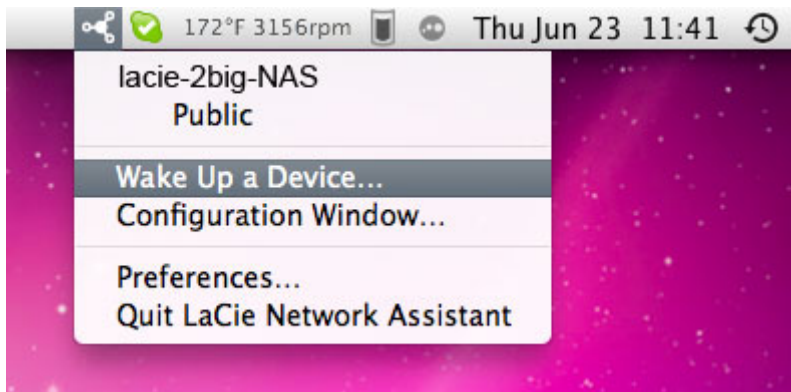 172°F 3156rpm Thu Jun 23 11:41
lacie-2big-NAS
Public
Wake Up a Device...
Configuration Window...
Preferences...
Quit LaCie Network Assistant